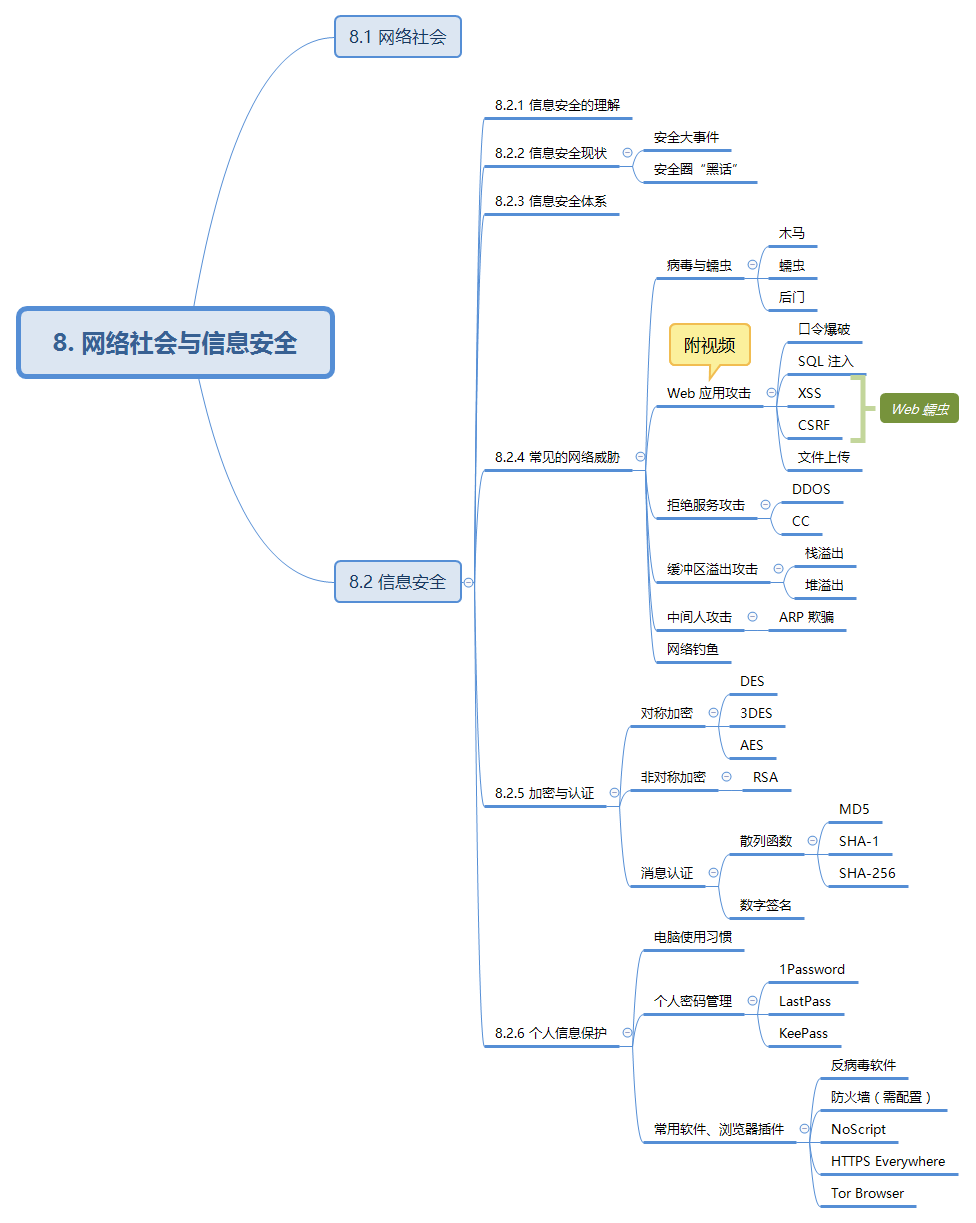 8.1 网络社会
8.2.1 信息安全的理解
安全大事件
8.2.2 信息安全现状
安全圈“黑话”
8.2.3 信息安全体系
木马
病毒与蠕虫
蠕虫
后门
8. 网络社会与信息安全
口令爆破
附视频
SQL 注入
Web 应用攻击
XSS
Web 蠕虫
CSRF
8.2.4 常见的网络威胁
文件上传
DDOS
拒绝服务攻击
CC
栈溢出
缓冲区溢出攻击
8.2 信息安全
堆溢出
中间人攻击
ARP 欺骗
网络钓鱼
DES
对称加密
3DES
AES
非对称加密
RSA
8.2.5 加密与认证
MD5
散列函数
SHA-1
消息认证
SHA-256
数字签名
电脑使用习惯
1Password
个人密码管理
LastPass
8.2.6 个人信息保护
KeePass
反病毒软件
防火墙（需配置）
常用软件、浏览器插件
NoScript
HTTPS Everywhere
Tor Browser